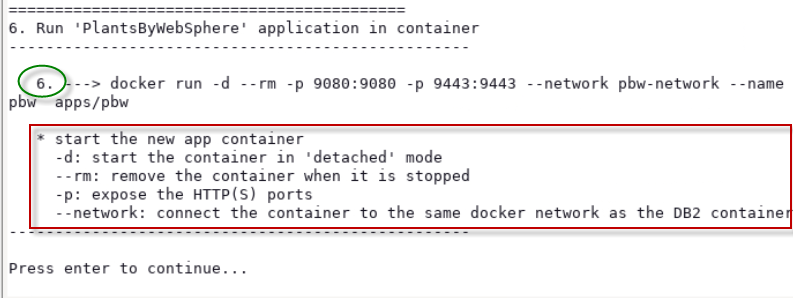 ==========================================
6. Run 'PlantsByWebSphere' application in container
-------------------------------------------------
6. ---> docker run -d --rm -p 9080:9080 -p 9443:9443 --network pbw-network --name
pbw apps/pbw
* start the new app container
-d: start the container in 'detached' mode
--rm: remove the container when it is stopped
-p: expose the HTTP(S) ports
--network: connect the container to the same docker network as the DB2 container
-------------------------------------------------
Press enter to continue...